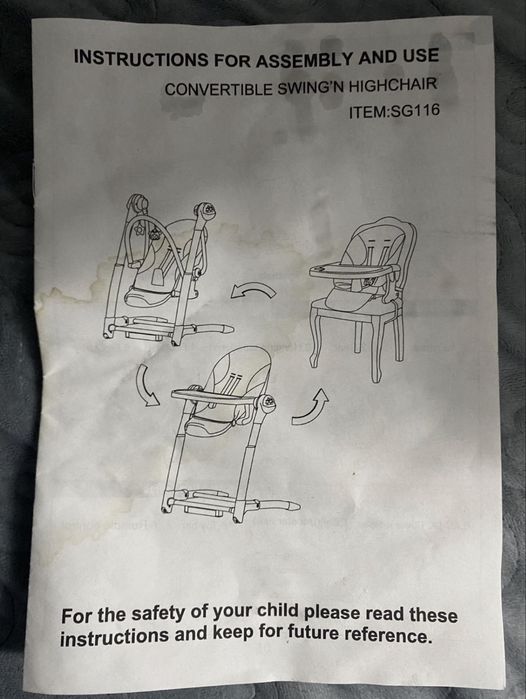 INSTRUCTIONS FOR ASSEMBLY AND USE
CONVERTIBLE SWING'N HIGHCHAIR
ITEM:SG116
For the safety of your child please read these
instructions and keep for future reference.